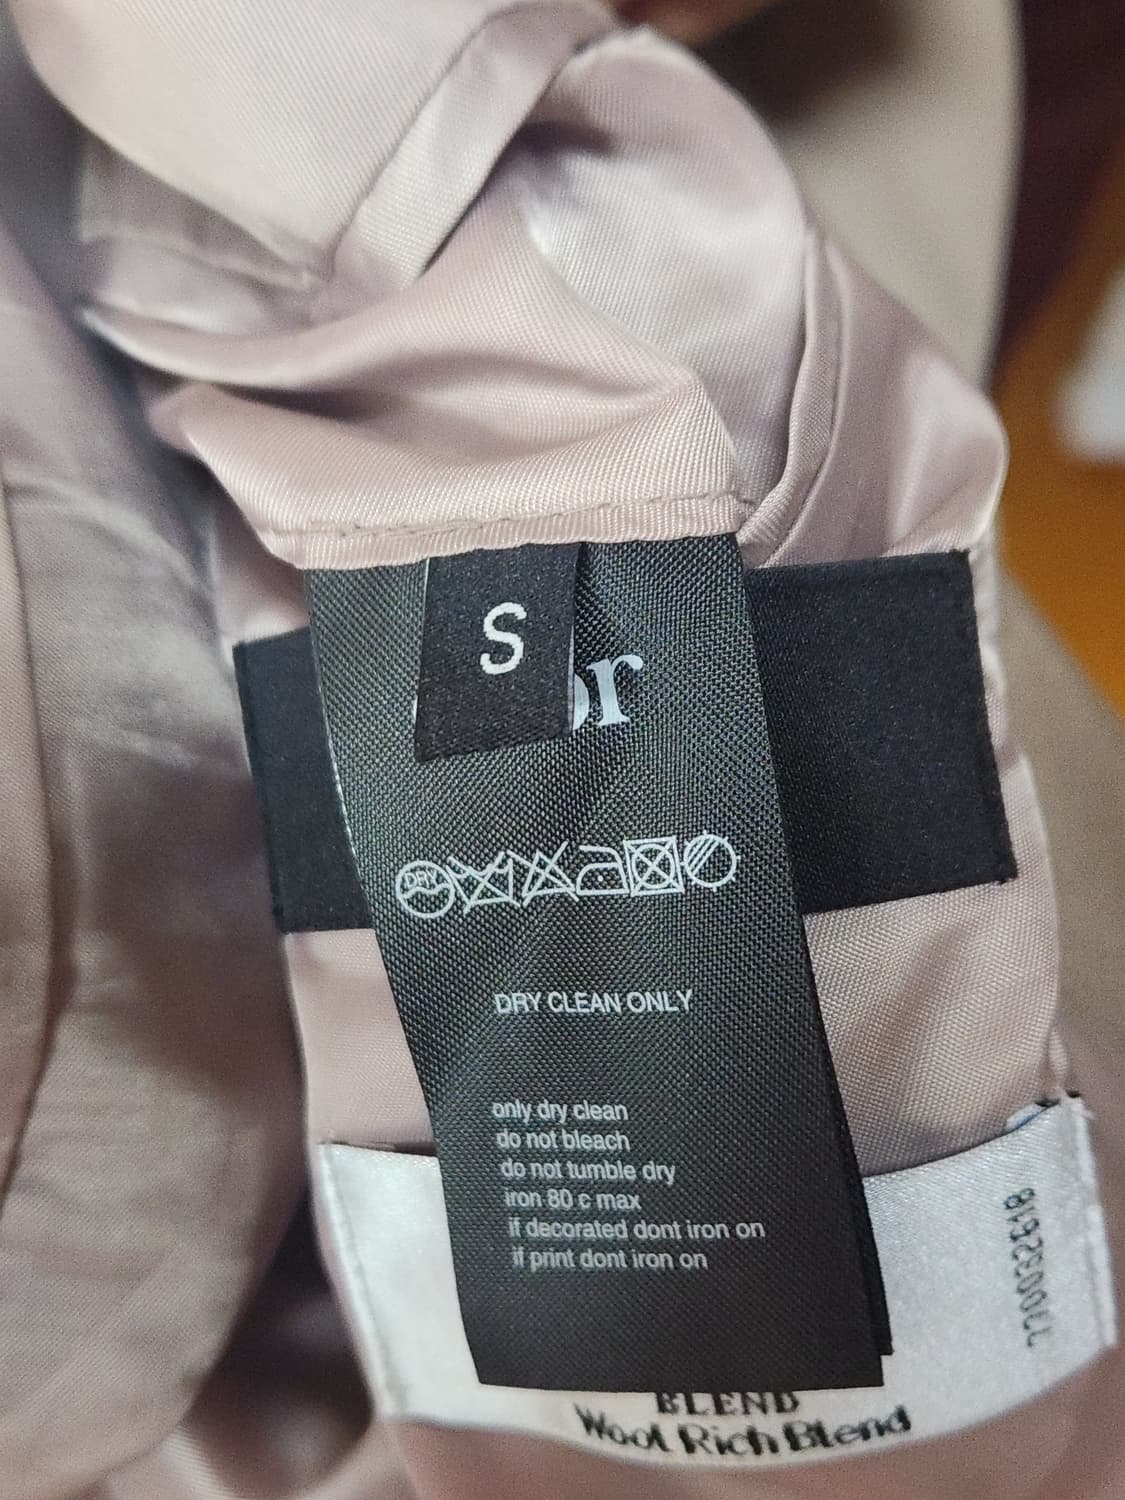 S
or
DRY
DRY CLEAN ONLY
only dry clean
do not bleach
do not tumble dry
iron 80 c max
if decorated dont iron on
if print dont iron on
BLEND
Wool Rich Blend